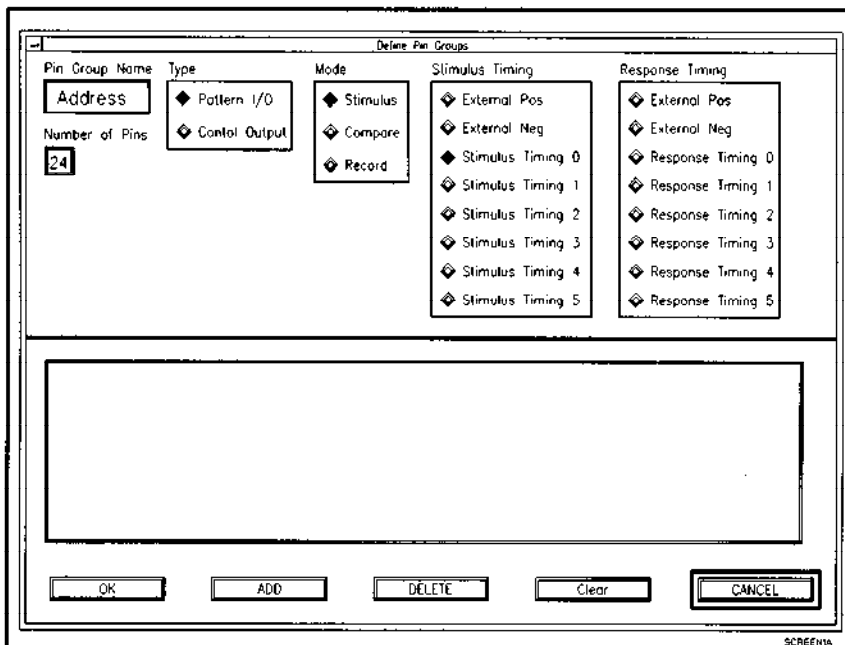 Define Pin Groups
Pin Group Name
Address
Number of Pins
24
Type
Pattern I/O
Contol Output
Mode
Stimulus
Compare
Record
Stimulus Timing
External Pos
External Neg
Stimulus Timing 0
Stimulus Timing 1
Stimulus Timing 2
Stimulus Timing 3
Stimulus Timing 4
Stimulus Timing 5
Response Timing
External Pos
External Neg
Response Timing 0
Response Timing 1
Response Timing 2
Response Timing 3
Response Timing 4
Response Timing 5
OK
ADD
DELETE
Clear
CANCEL
SCREEN1A